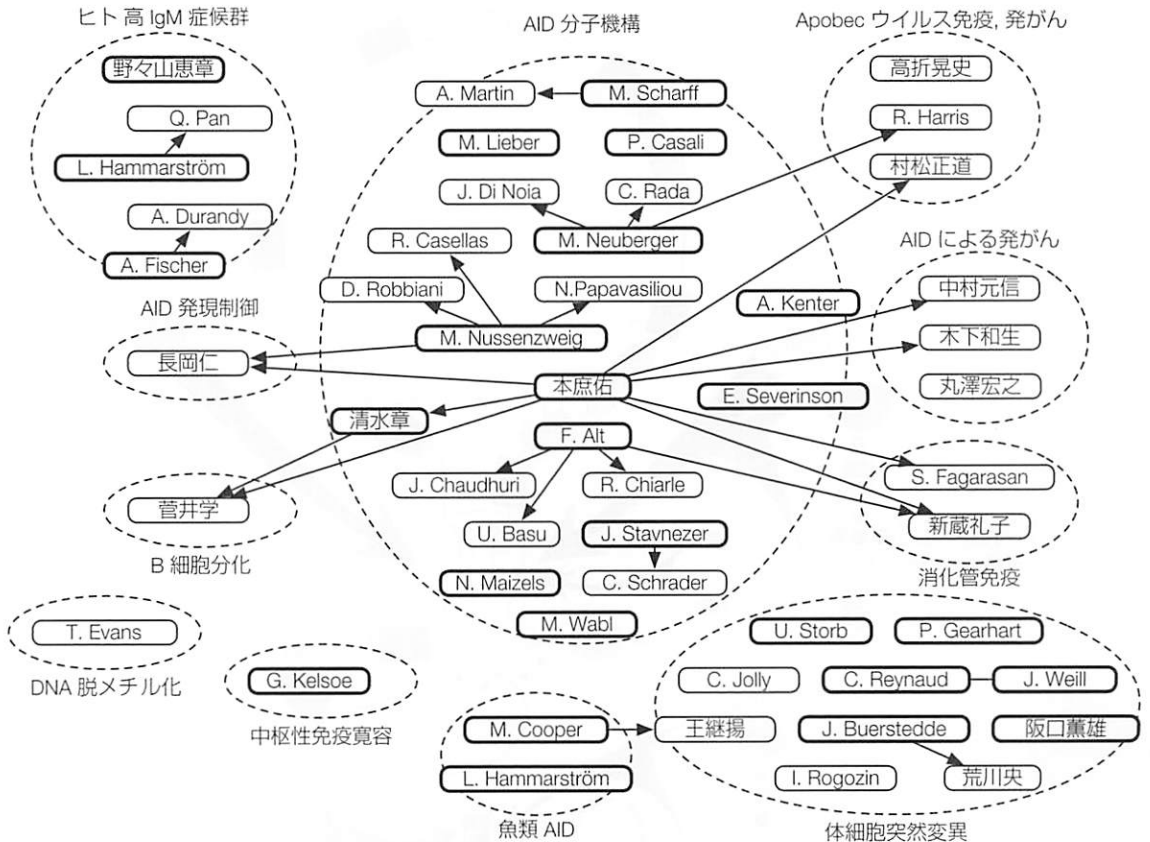 ヒト高 IgM 症候群
野々山恵章
Q. Pan
L. Hammarström
A. Durandy
A. Fischer
AID 分子機構
A. Martin
M. Scharff
M. Lieber
P. Casali
J. Di Noia
C. Rada
M. Neuberger
R. Casellas
D. Robbiani
N.Papavasiliou
M. Nussenzweig
本庶佑
A. Kenter
E. Severinson
清水章
F. Alt
J. Chaudhuri
R. Chiarle
U. Basu
J. Stavnezer
N. Maizels
C. Schrader
M. Wabl
Apobec ウイルス免疫, 発がん
高折晃史
R. Harris
村松正道
AID による発がん
中村元信
木下和生
丸澤宏之
AID 発現制御
長岡仁
菅井学
B 細胞分化
S. Fagarasan
新蔵礼子
消化管免疫
T. Evans
DNA 脱メチル化
G. Kelsoe
中枢性免疫寛容
M. Cooper
L. Hammarström
魚類 AID
U. Storb
P. Gearhart
C. Jolly
C. Reynaud
J. Weill
王継揚
J. Buerstedde
阪口薫雄
I. Rogozin
荒川央
体細胞突然変異